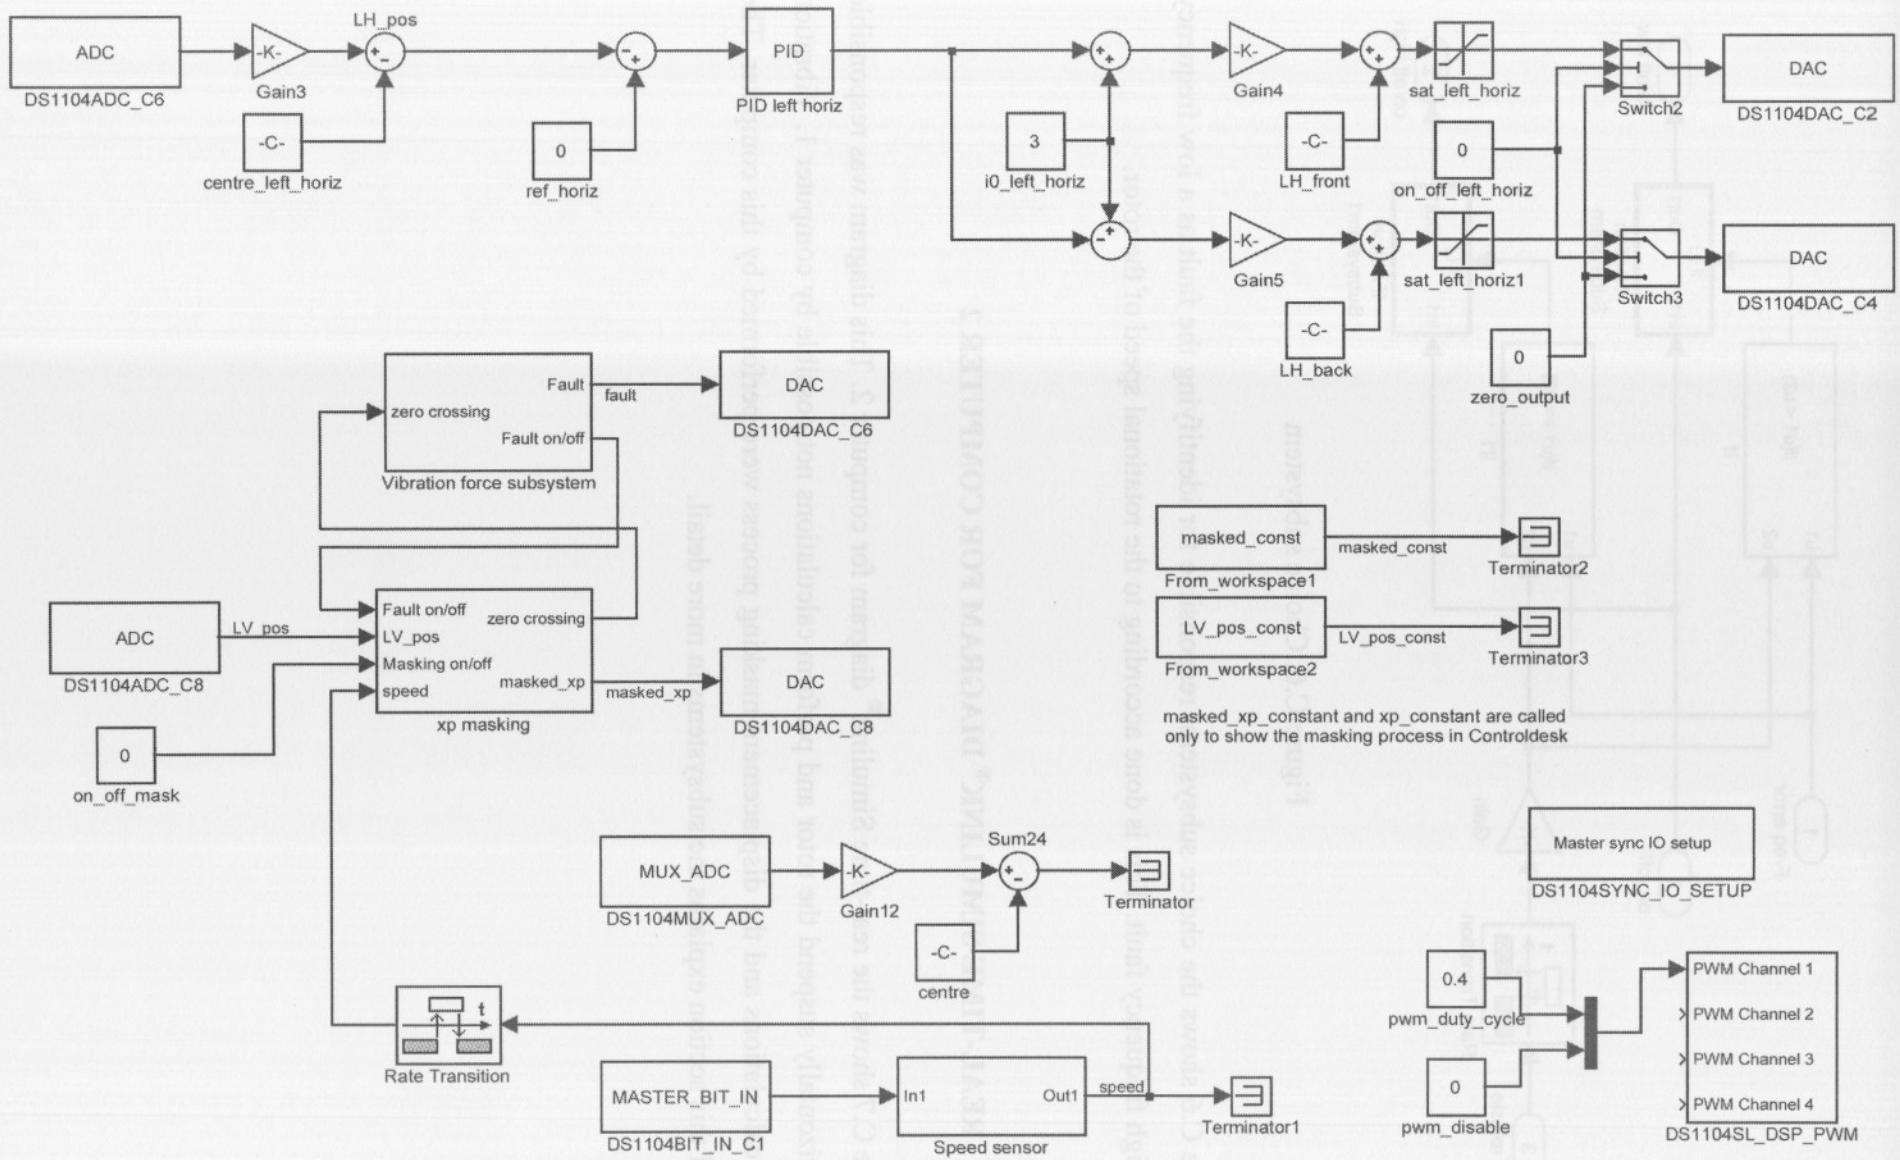 LH_pos
ADC
-K-
PID
-K-
DAC
DS1104ADC_C6
Gain3
PID left horiz
Gain4
sat_left_horiz
Switch2
DS1104DAC_C2
-C-
0
3
-C-
0
centre_left_horiz
ref_horiz
i0_left_horiz
LH_front
on_off_left_horiz
-K-
DAC
Gain5
sat_left_horiz1
Switch3
DS1104DAC_C4
-C-
0
LH_back
zero_output
Fault
fault
DAC
zero crossing
Fault on/off
DS1104DAC_C6
Vibration force subsystem
masked_const
masked_const
Terminator2
From_workspace1
ADC
LV_pos
Fault on/off
zero crossing
LV_pos
Masking on/off
speed
masked_xp
masked_xp
DAC
DS1104ADC_C8
xp masking
DS1104DAC_C8
LV_pos_const
LV_pos_const
Terminator3
From_workspace2
masked_xp_constant and xp_constant are called
only to show the masking process in Controldesk
0
on_off_mask
MUX_ADC
-K-
Sum24
DS1104MUX_ADC
Gain12
Terminator
-C-
centre
Master sync IO setup
DS1104SYNC_IO_SETUP
t
Rate Transition
MASTER_BIT_IN
In1
Out1
speed
DS1104BIT_IN_C1
Speed sensor
Terminator1
0.4
pwm_duty_cycle
0
pwm_disable
PWM Channel 1
PWM Channel 2
PWM Channel 3
PWM Channel 4
DS1104SL_DSP_PWM